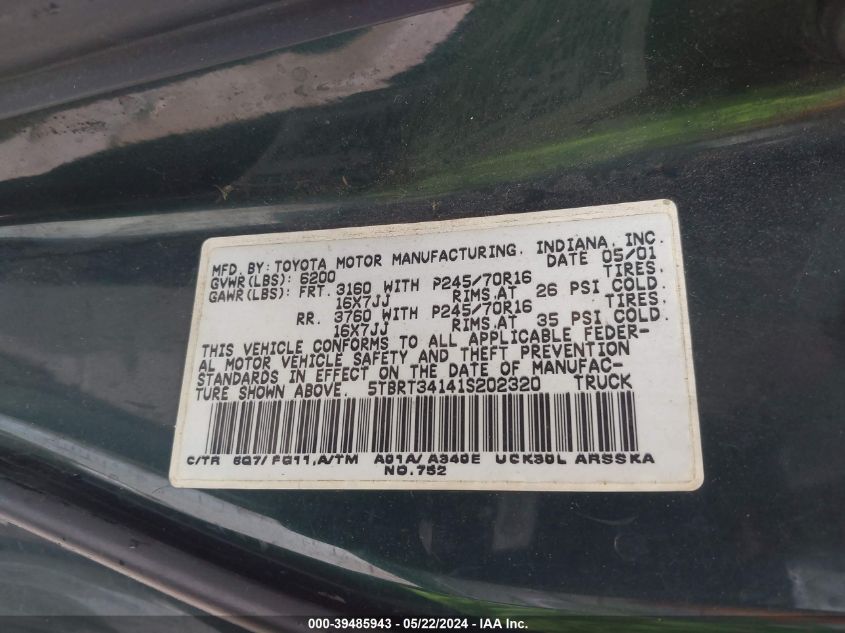 MFD. BY: TOYOTA MOTOR MANUFACTURING, INDIANA, INC.
GVWR(LBS): 6200 DATE 05/01
GAWR(LBS): FRT. 3160 WITH P245/70R16 TIRES,
16X7JJ RIMS,AT 26 PSI COLD.
RR. 3760 WITH P245/70R16 TIRES,
16X7JJ RIMS,AT 35 PSI COLD.
THIS VEHICLE CONFORMS TO ALL APPLICABLE FEDER-
AL MOTOR VEHICLE SAFETY AND THEFT PREVENTION
STANDARDS IN EFFECT ON THE DATE OF MANUFAC-
TURE SHOWN ABOVE. 5TBRT34141S202320 TRUCK
C/TR 6Q7/FG11,A/TM A01A/A340E UCK30L ARSSKA
NO.752
000-39485943 - 05/22/2024 - IAA, Inc.